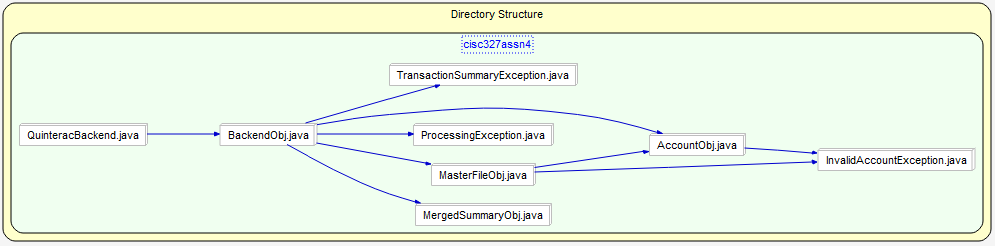 Directory Structure
cisc327assn4
TransactionSummaryException.java
QuinteracBackend.java
BackendObj.java
ProcessingException.java
AccountObj.java
InvalidAccountException.java
MasterFileObj.java
MergedSummaryObj.java